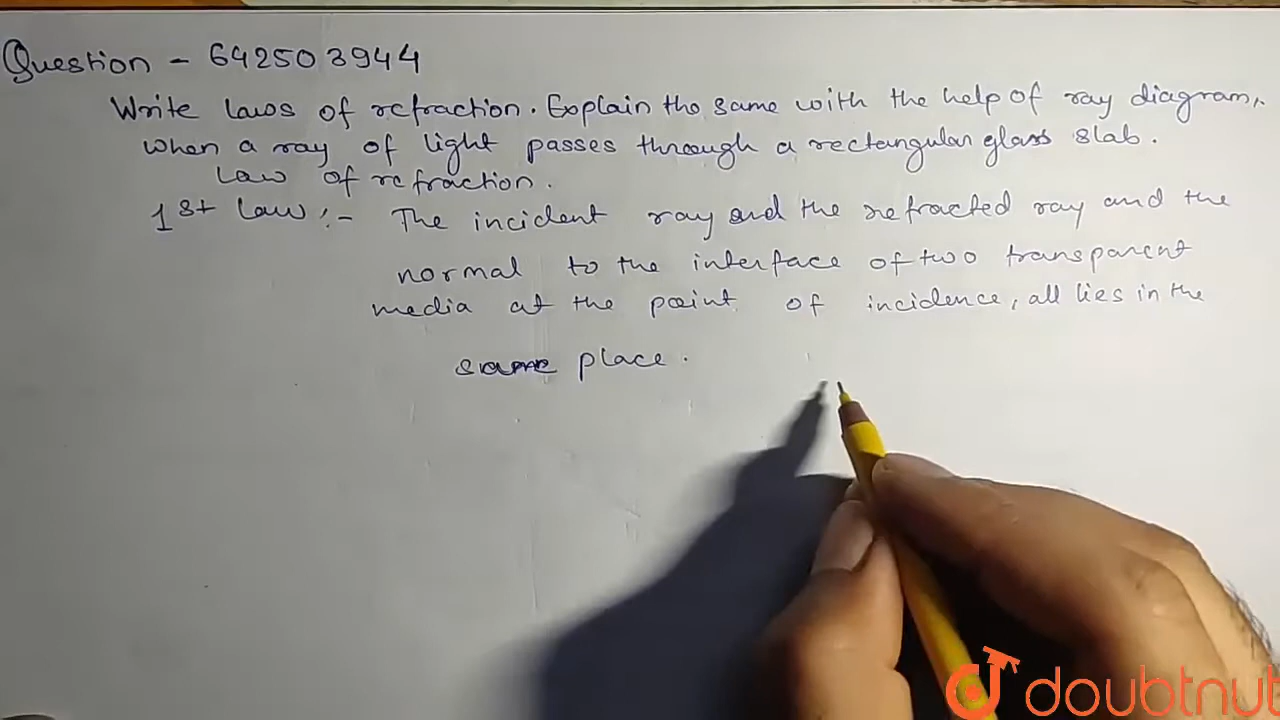 Question - 642503944
Write laws of refraction. Explain the same with the help of ray diagram,
when a ray of light passes through a rectangular glass slab.
Law of refraction.
1st law :- The incident ray and the refracted ray and the
normal to the interface of two transparent
media at the point of incidence, all lies in the
same place.
doubtnut